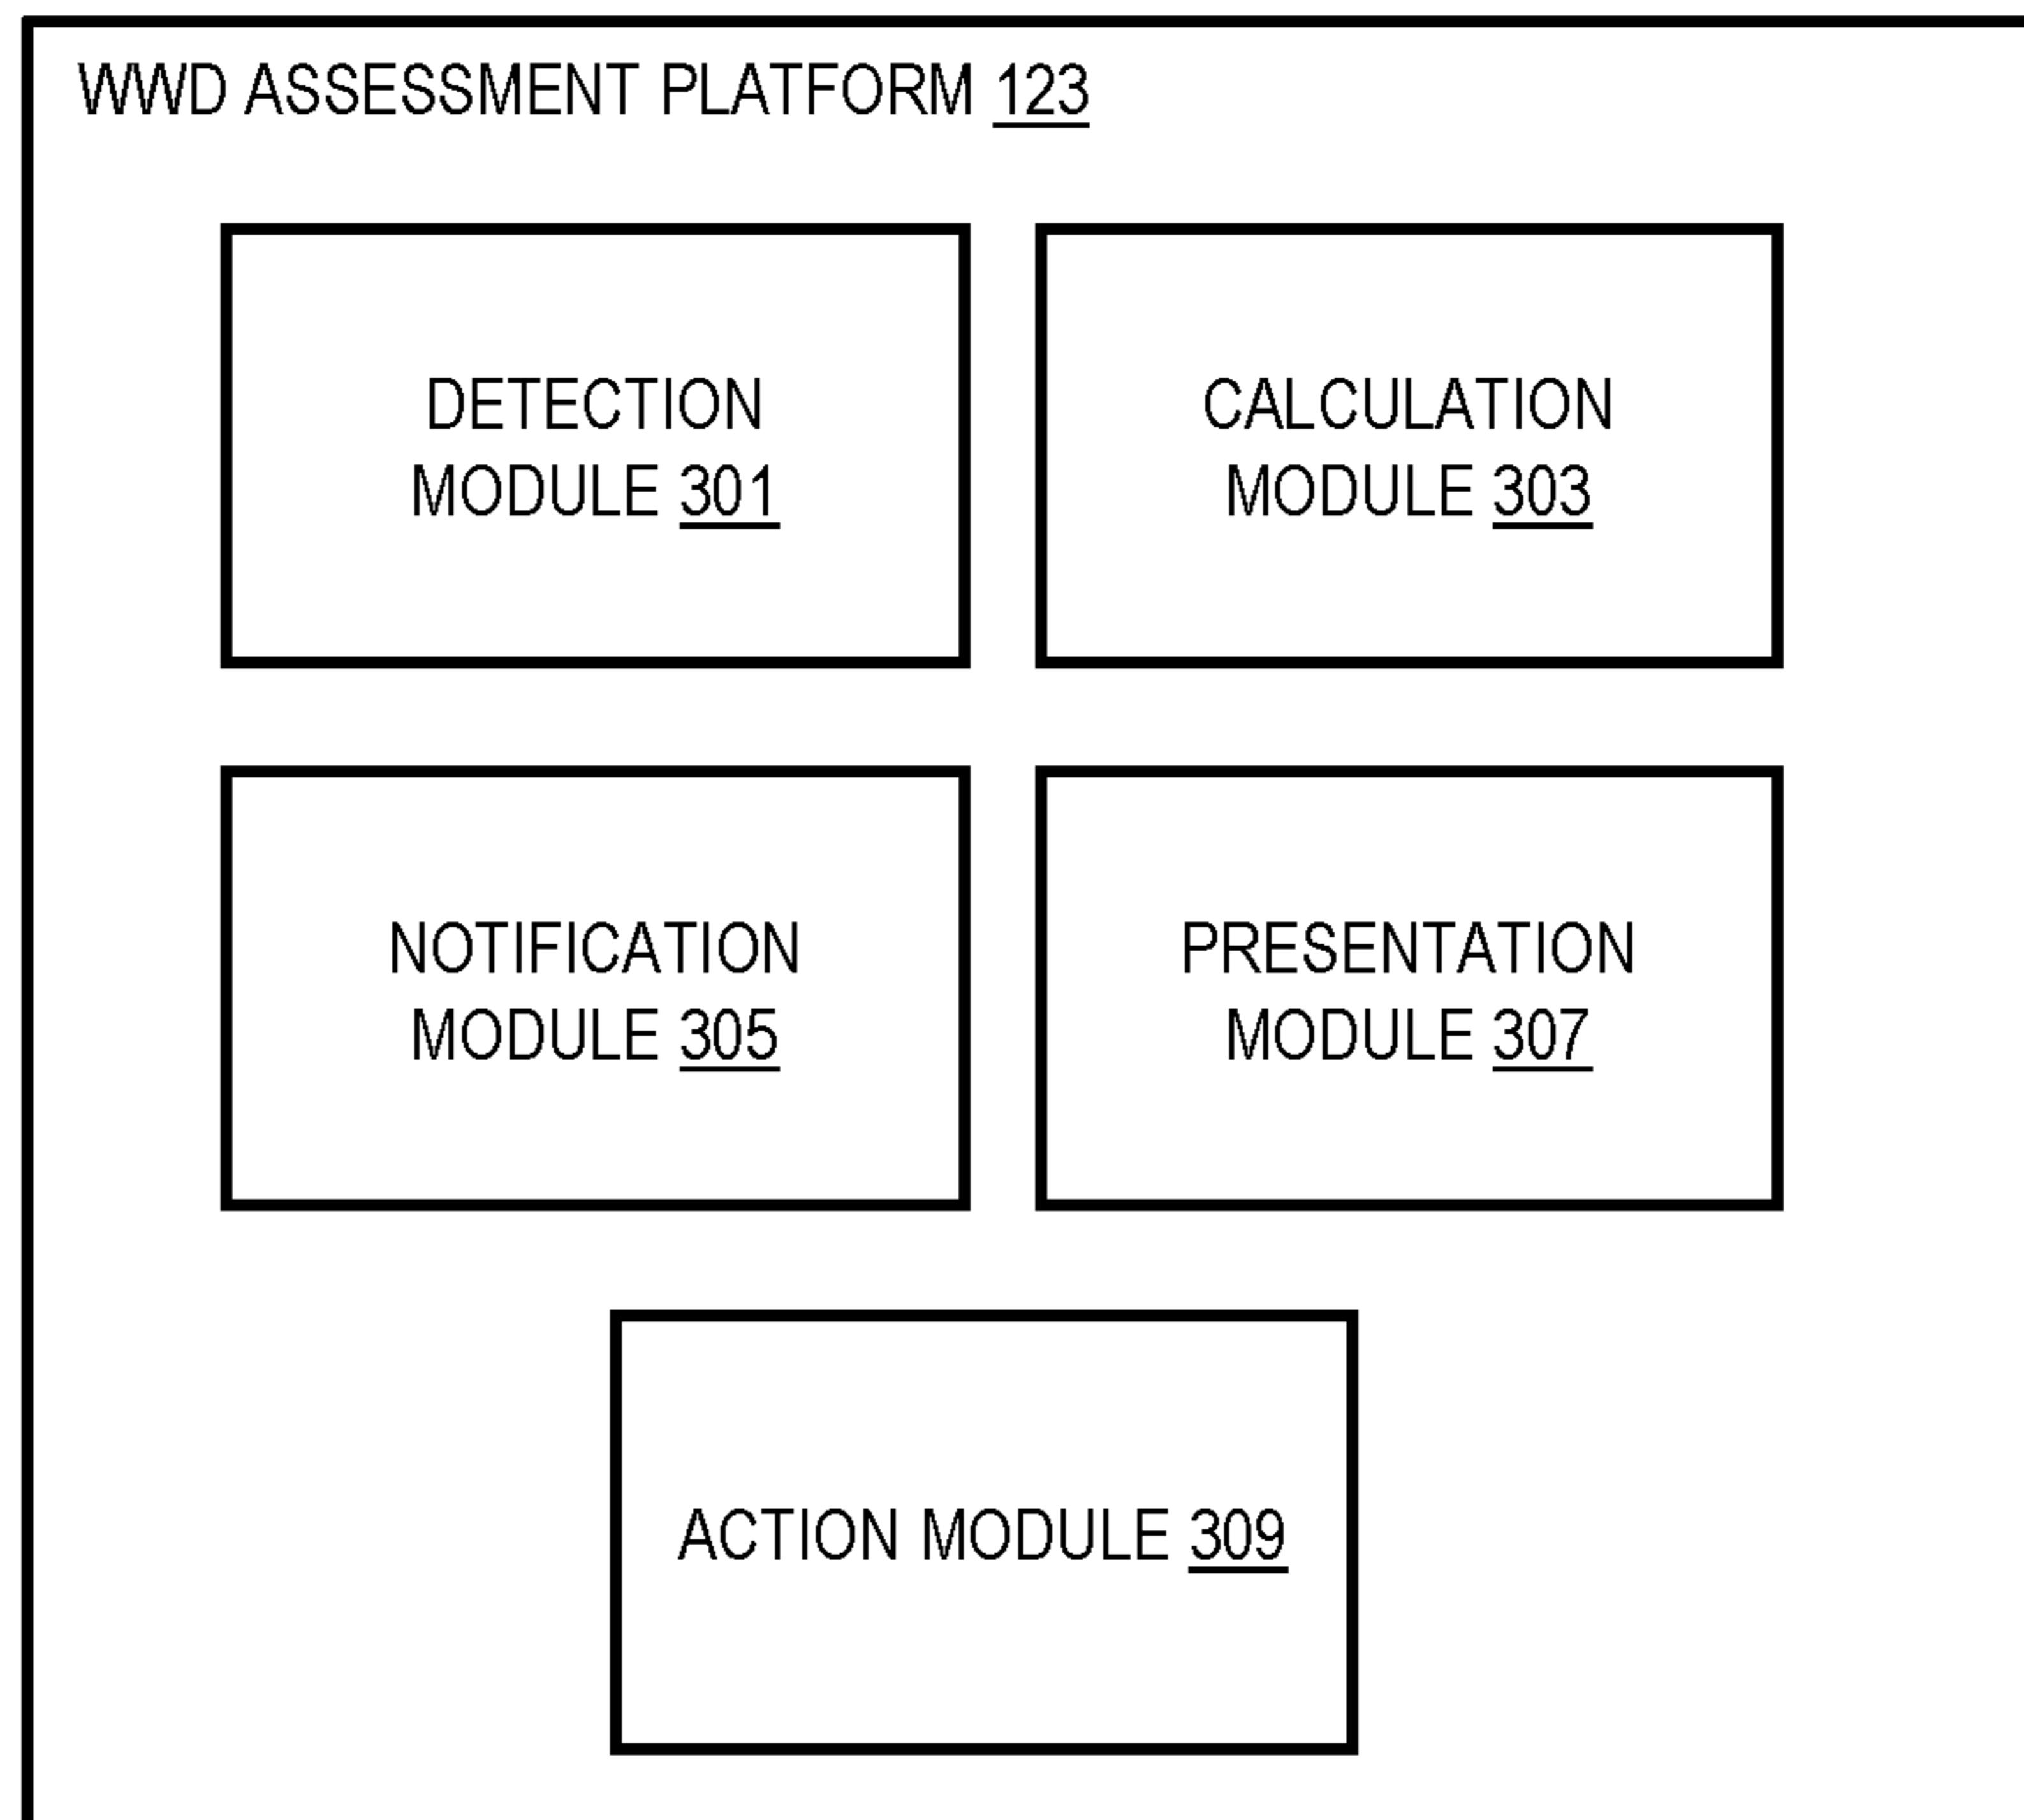 WWD ASSESSMENT PLATFORM 123
DETECTION
MODULE 301
CALCULATION
MODULE 303
NOTIFICATION
MODULE 305
PRESENTATION
MODULE 307
ACTION MODULE 309